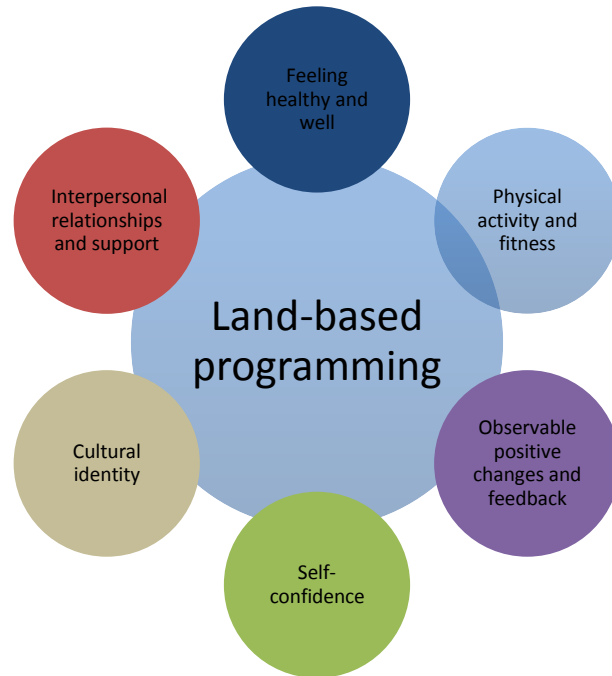 Feeling
healthy and
well
Physical
activity and
fitness
Observable
positive
changes and
feedback
Self-
confidence
Cultural
identity
Interpersonal
relationships
and support
Land-based
programming